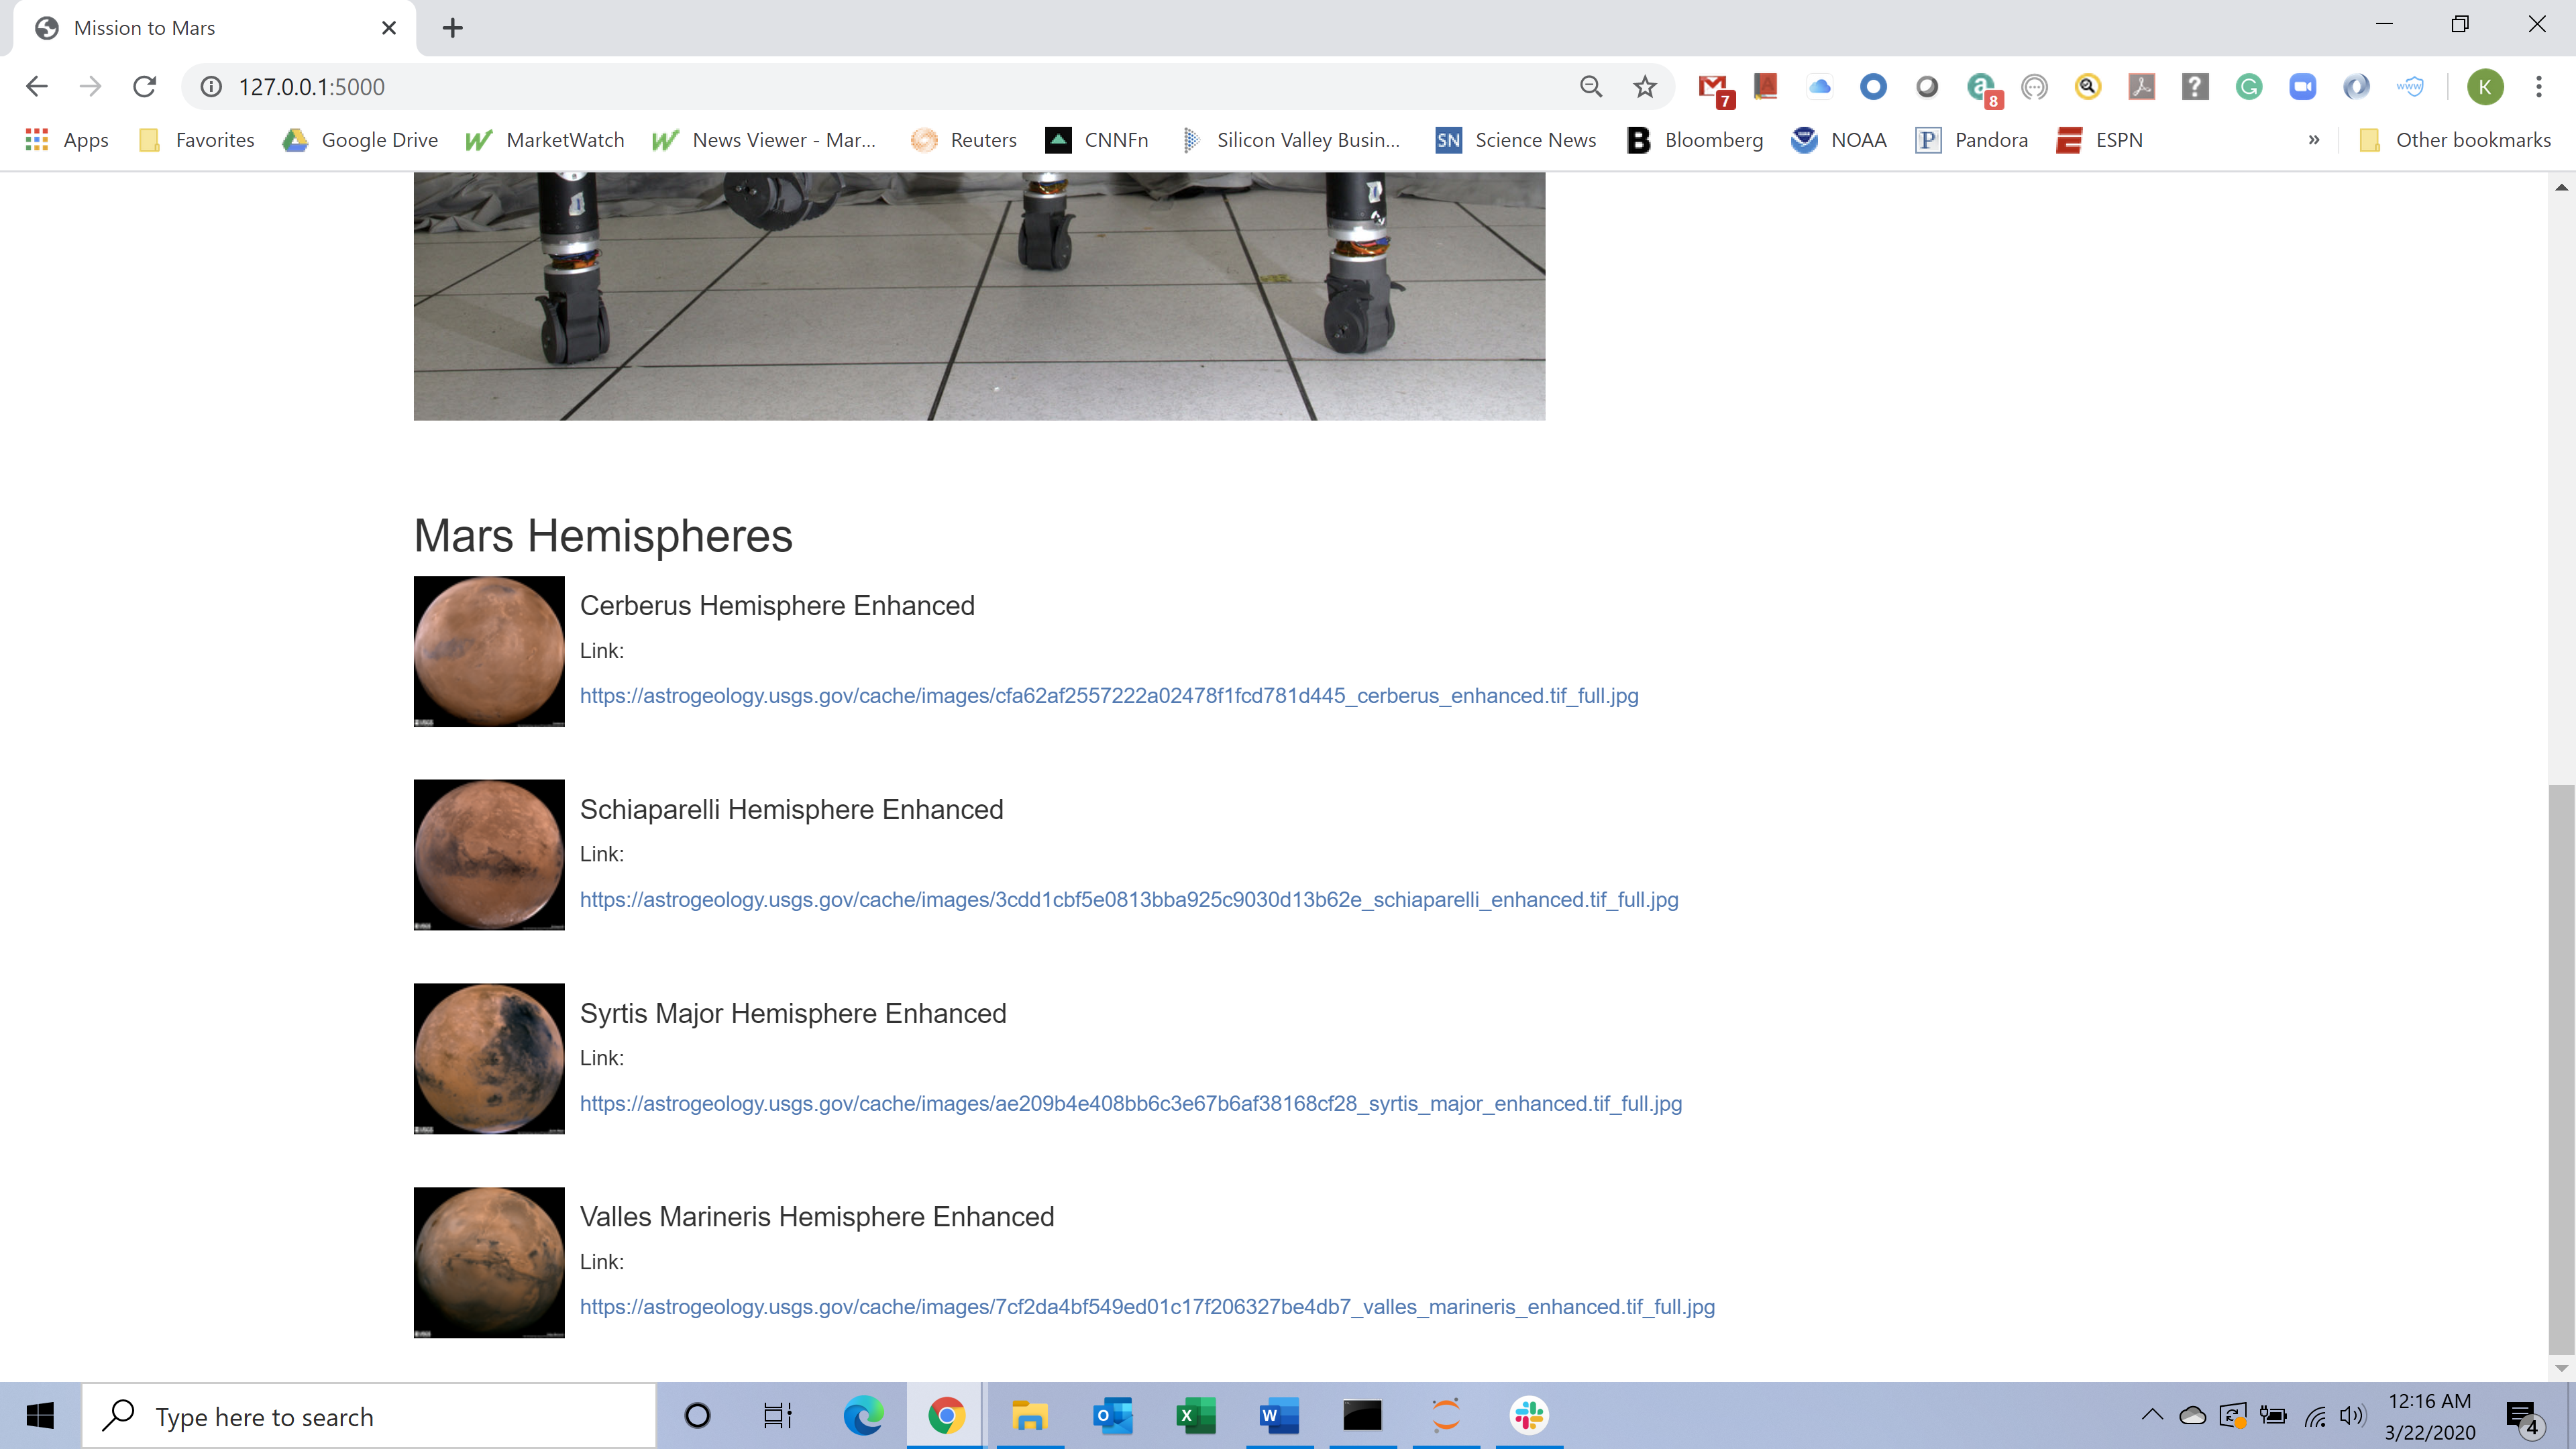 Mission to Mars
127.0.0.1:5000
7
8
K
Apps
Favorites
Google Drive
MarketWatch
News Viewer - Mar...
Reuters
CNNFn
Silicon Valley Busin...
SN Science News
B Bloomberg
NOAA
P Pandora
ESPN
»
Other bookmarks
Mars Hemispheres
Cerberus Hemisphere Enhanced
Link:
https://astrogeology.usgs.gov/cache/images/cfa62af2557222a02478f1fcd781d445_cerberus_enhanced.tif_full.jpg
Schiaparelli Hemisphere Enhanced
Link:
https://astrogeology.usgs.gov/cache/images/3cdd1cbf5e0813bba925c9030d13b62e_schiaparelli_enhanced.tif_full.jpg
Syrtis Major Hemisphere Enhanced
Link:
https://astrogeology.usgs.gov/cache/images/ae209b4e408bb6c3e67b6af38168cf28_syrtis_major_enhanced.tif_full.jpg
Valles Marineris Hemisphere Enhanced
Link:
https://astrogeology.usgs.gov/cache/images/7cf2da4bf549ed01c17f206327be4db7_valles_marineris_enhanced.tif_full.jpg
Type here to search
12:16 AM
3/22/2020
4